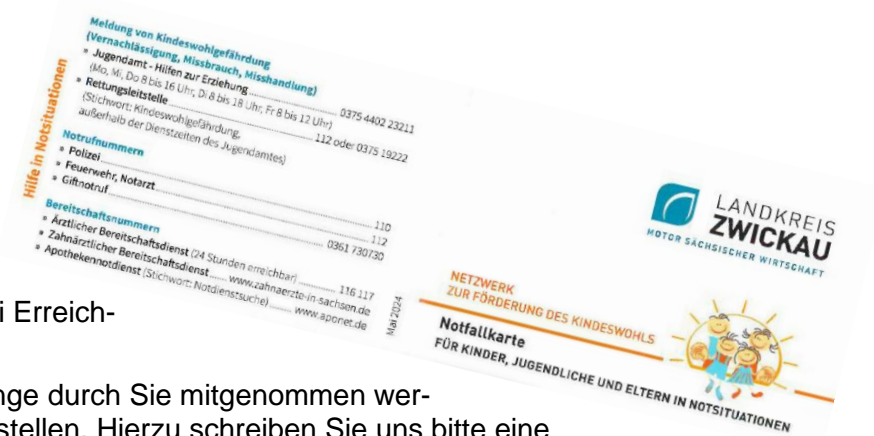 Hilfe in Notsituationen
Meldung von Kindeswohlgefährdung
(Vernachlässigung, Missbrauch, Misshandlung)
» Jugendamt - Hilfen zur Erziehung ........ 0375 4402 23211
(Mo, Mi, Do 8 bis 16 Uhr, Di 8 bis 18 Uhr, Fr 8 bis 12 Uhr)
» Rettungsleitstelle ........ 112 oder 0375 19222
(Stichwort: Kindeswohlgefährdung,
außerhalb der Dienstzeiten des Jugendamtes)
Notrufnummern
» Polizei ........ 110
» Feuerwehr, Notarzt ........ 112
» Giftnotruf ........ 0361 730730
Bereitschaftsnummern
» Ärztlicher Bereitschaftsdienst (24 Stunden erreichbar) ........ 116 117
» Zahnärztlicher Bereitschaftsdienst ........ www.zahnaerzte-in-sachsen.de
» Apothekennotdienst (Stichwort: Notdienstsuche) ........ www.aponet.de
Mai 2024
LANDKREIS
ZWICKAU
MOTOR SÄCHSISCHER WIRTSCHAFT
NETZWERK
ZUR FÖRDERUNG DES KINDESWOHLS
Notfallkarte
FÜR KINDER, JUGENDLICHE UND ELTERN IN NOTSITUATIONEN
i Erreich-
nge durch Sie mitgenommen wer-
stellen. Hierzu schreiben Sie uns bitte eine